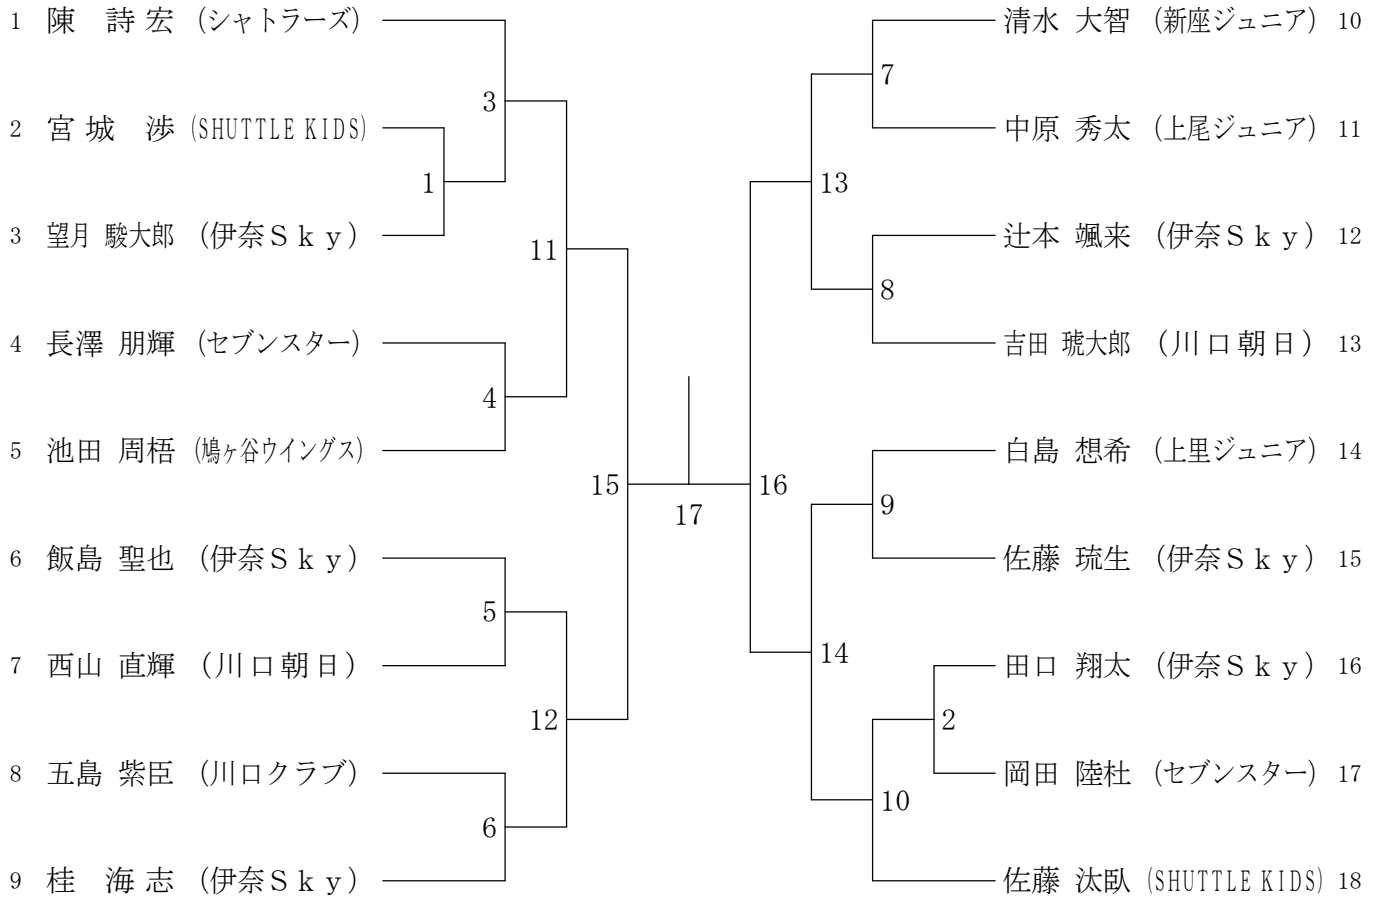 1 陳 詩宏 (シャトラーズ)
2 宮城 渉 (SHUTTLE KIDS)
3 望月 駿大郎 (伊奈Sky)
4 長澤 朋輝 (セブンスター)
5 池田 周梧 (鳩ヶ谷ウイングス)
6 飯島 聖也 (伊奈Sky)
7 西山 直輝 (川口朝日)
8 五島 紫臣 (川口クラブ)
9 桂 海志 (伊奈Sky)
3
1
11
4
15
5
12
6
17
16
13
7
8
14
9
2
10
清水 大智 (新座ジュニア) 10
中原 秀太 (上尾ジュニア) 11
辻本 颯来 (伊奈Sky) 12
吉田 琥大郎 (川口朝日) 13
白島 想希 (上里ジュニア) 14
佐藤 琉生 (伊奈Sky) 15
田口 翔太 (伊奈Sky) 16
岡田 陸杜 (セブンスター) 17
佐藤 汰臥 (SHUTTLE KIDS) 18